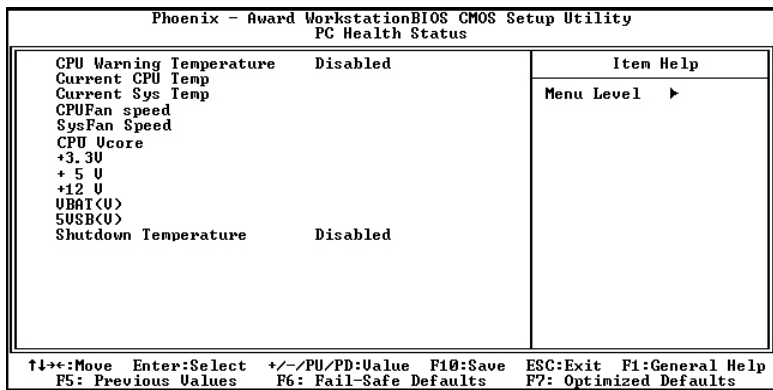 Phoenix - Award WorkstationBIOS CMOS Setup Utility
PC Health Status
CPU Warning Temperature Disabled
Current CPU Temp
Current Sys Temp
CPUFan speed
SysFan Speed
CPU Vcore
+3.3V
+ 5 V
+12 V
VBAT(V)
5VSB(V)
Shutdown Temperature Disabled
Item Help
Menu Level ▶
↑↓→←:Move Enter:Select +/-/PU/PD:Value F10:Save ESC:Exit F1:General Help
F5: Previous Values F6: Fail-Safe Defaults F7: Optimized Defaults